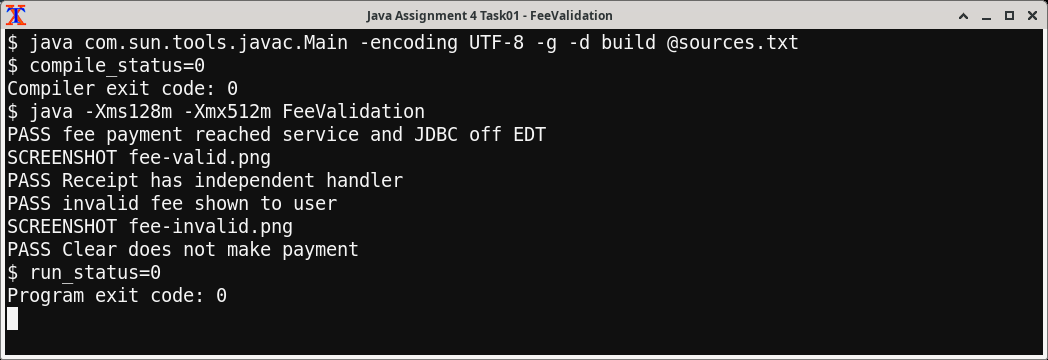 Java Assignment 4 Task01 - FeeValidation
$ java com.sun.tools.javac.Main -encoding UTF-8 -g -d build @sources.txt
$ compile_status=0
Compiler exit code: 0
$ java -Xms128m -Xmx512m FeeValidation
PASS fee payment reached service and JDBC off EDT
SCREENSHOT fee-valid.png
PASS Receipt has independent handler
PASS invalid fee shown to user
SCREENSHOT fee-invalid.png
PASS Clear does not make payment
$ run_status=0
Program exit code: 0